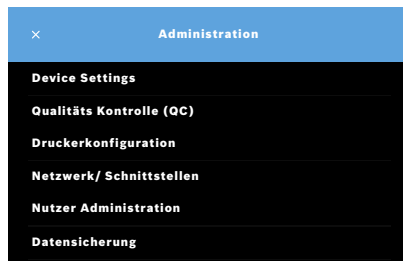 × Administration
Device Settings
Qualitäts Kontrolle (QC)
Druckerkonfiguration
Netzwerk/ Schnittstellen
Nutzer Administration
Datensicherung